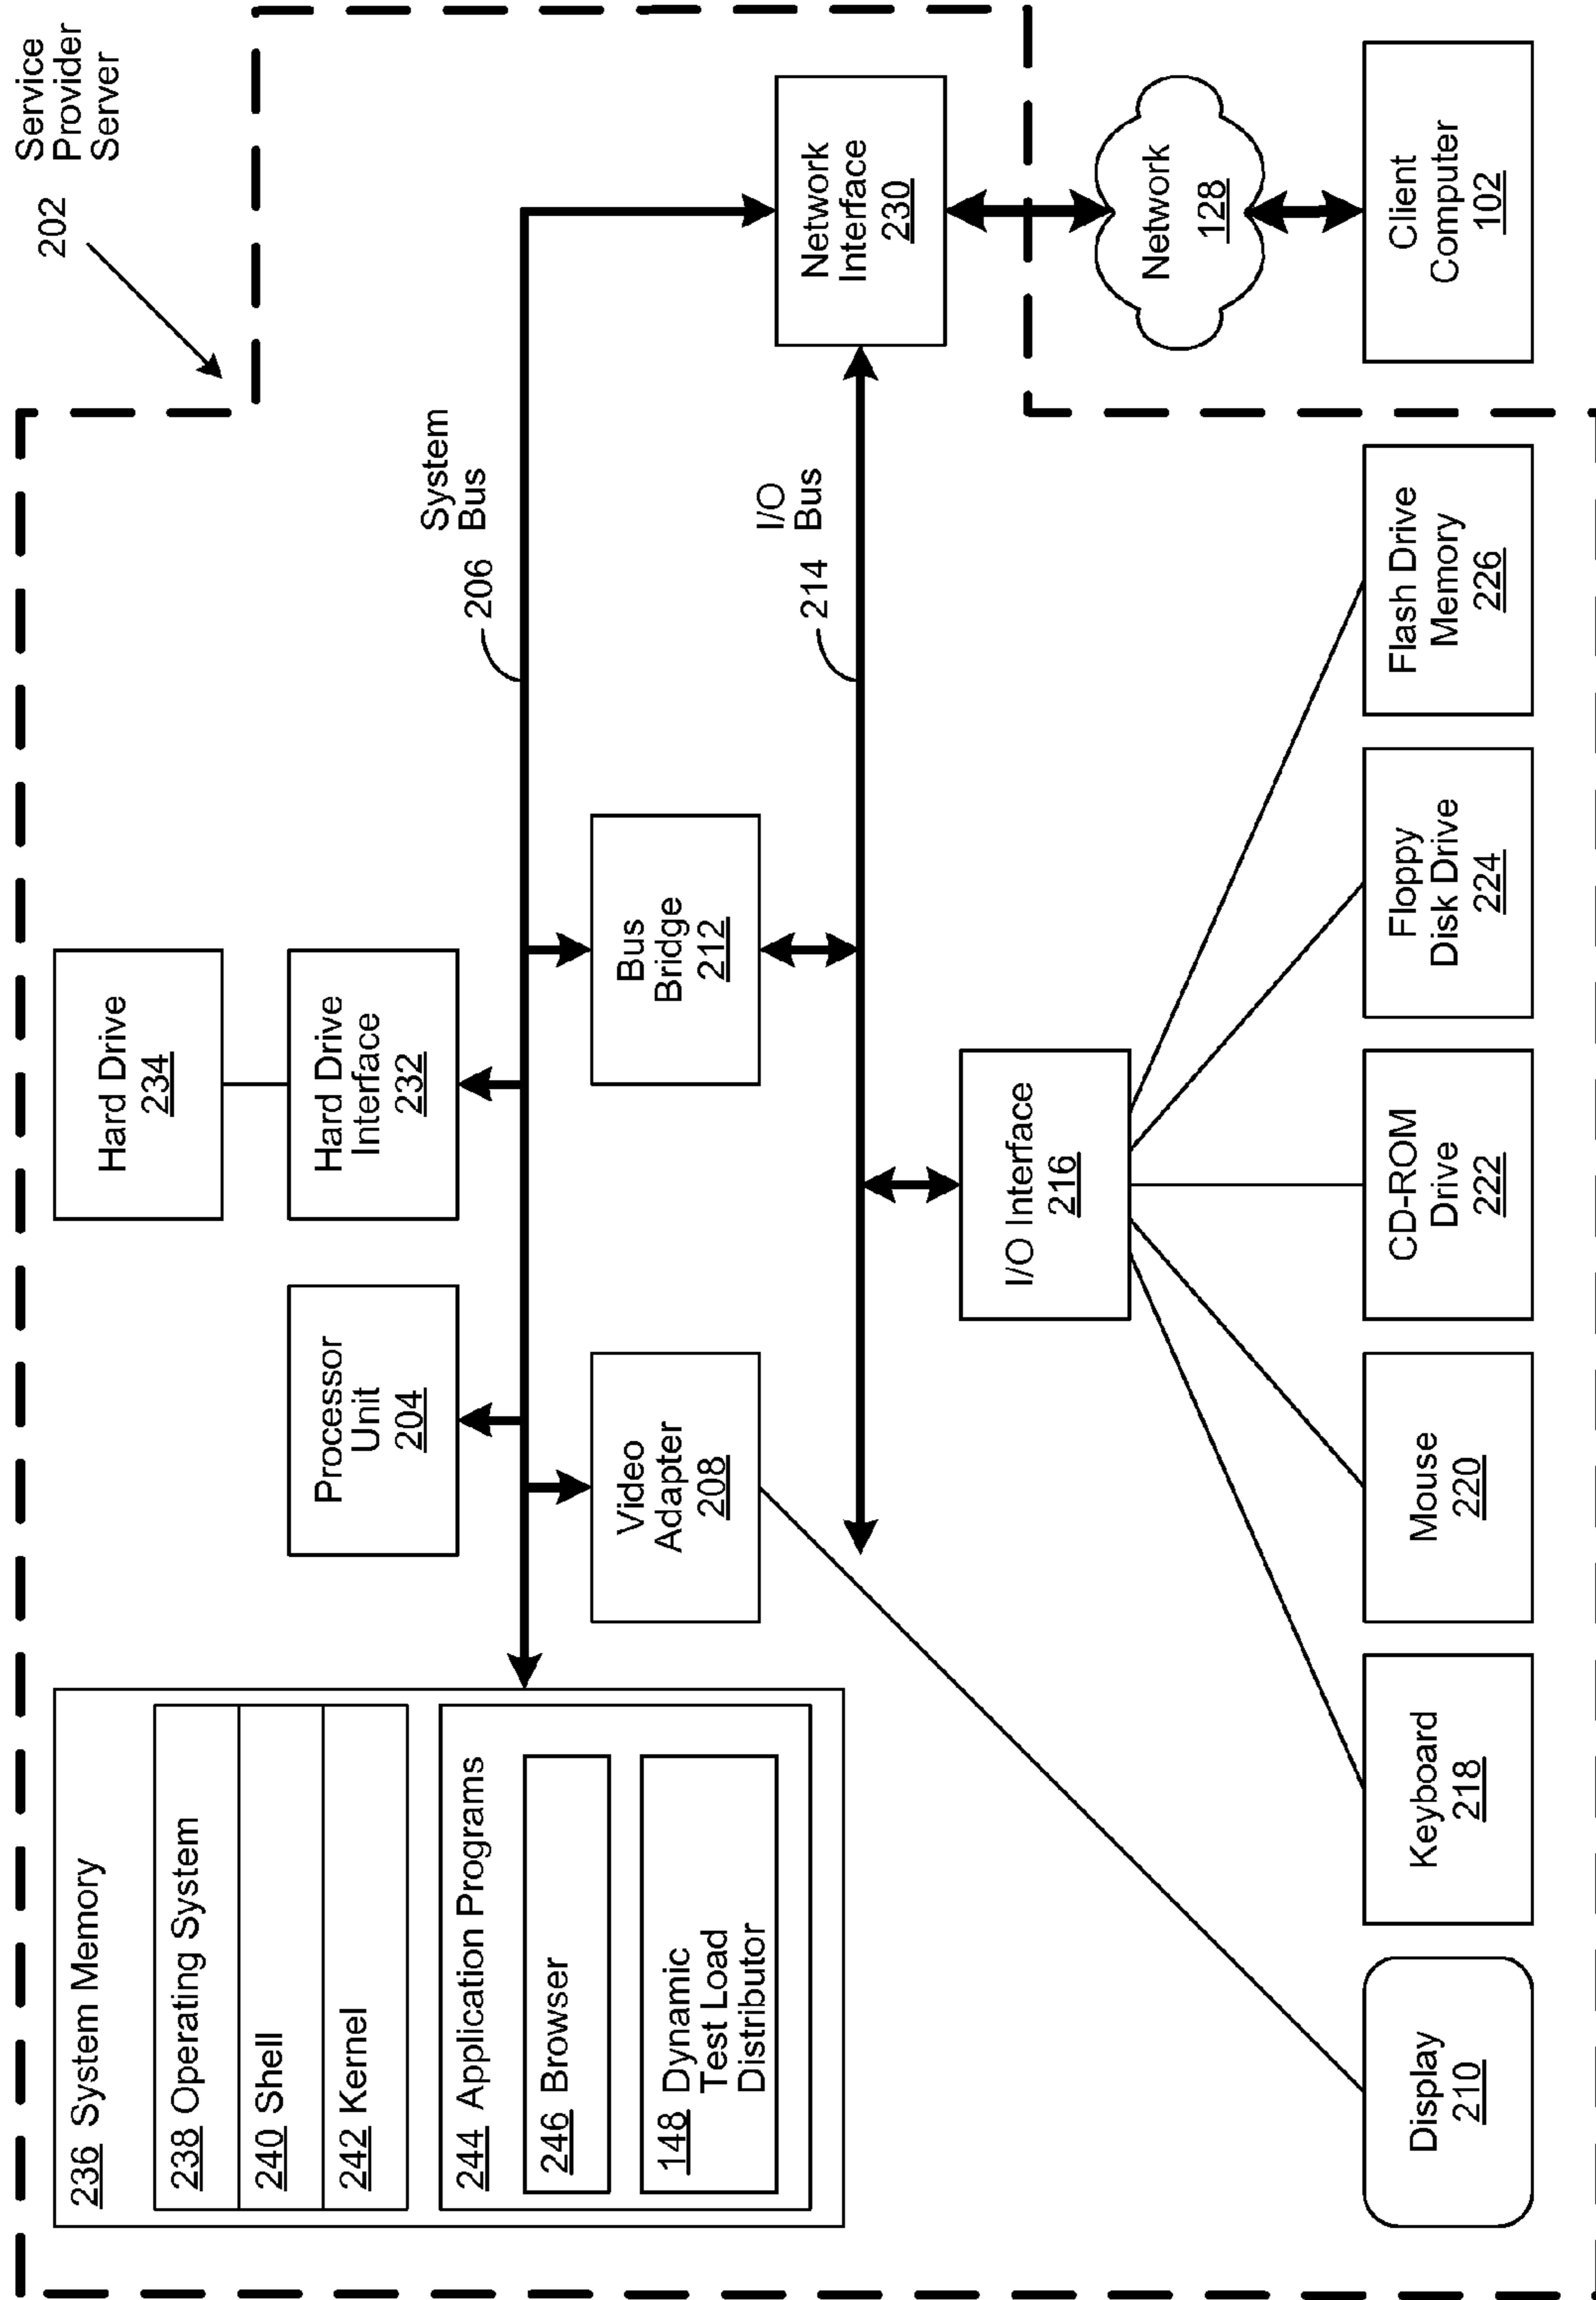 202
Service
Provider
Server
236 System Memory
238 Operating System
240 Shell
242 Kernel
244 Application Programs
246 Browser
148 Dynamic
Test Load
Distributor
Processor
Unit
204
Hard Drive
234
Hard Drive
Interface
232
206
System
Bus
Video
Adapter
208
Bus
Bridge
212
214
I/O
Bus
Network
Interface
230
I/O Interface
216
Network
128
Display
210
Keyboard
218
Mouse
220
CD-ROM
Drive
222
Floppy
Disk Drive
224
Flash Drive
Memory
226
Client
Computer
102